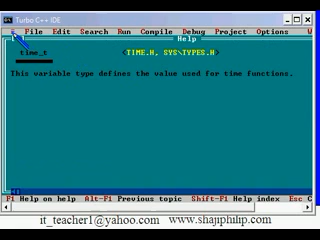 Turbo C++ IDE
≡ File Edit Search Run Compile Debug Project Options W
Help
time_t <TIME.H, SYS\TYPES.H>
This variable type defines the value used for time functions.
F1 Help on help Alt-F1 Previous topic Shift-F1 Help index Esc C
it_teacher1@yahoo.com www.shajiphilip.com